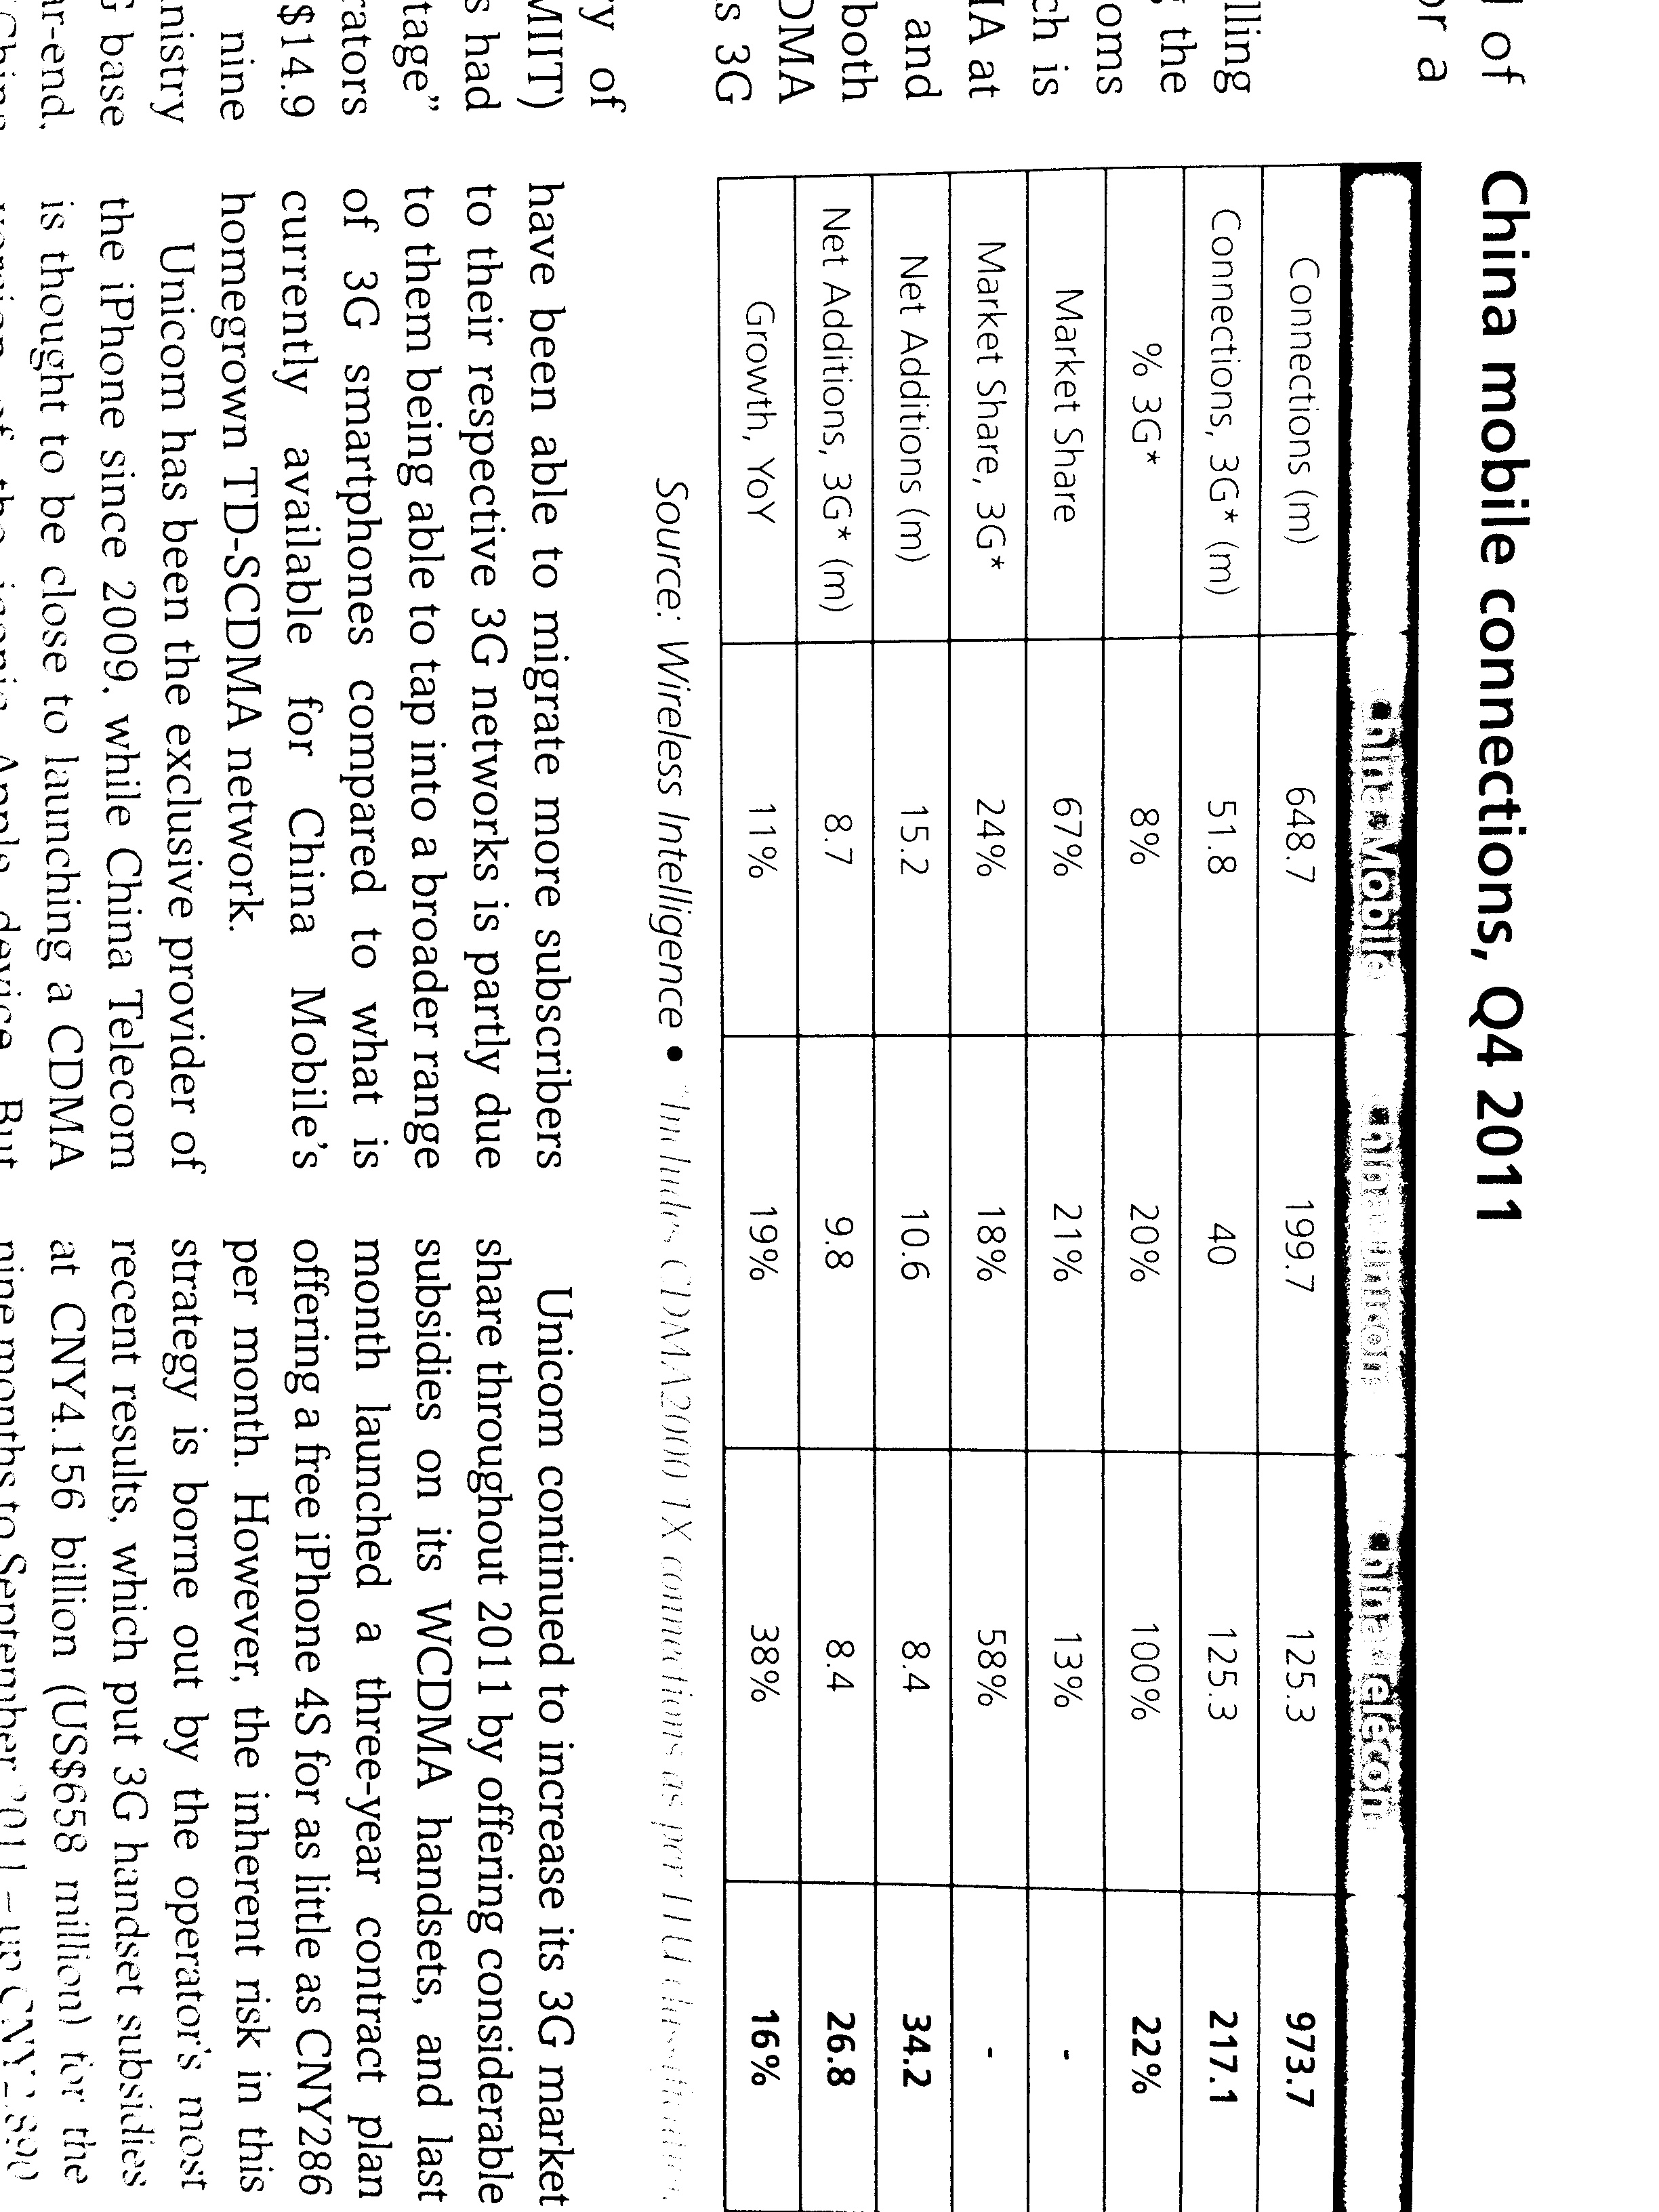 l of
or a
lling
g the
oms
ch is
IA at
and
both
DMA
s 3G
ry of
MIIT)
s had
tage”
rators
$14.9
nine
nistry
G base
ar-end,
China mobile connections, Q4 2011
China Mobile China Unicom China Telecom
Connections (m) 648.7 199.7 125.3 973.7
Connections, 3G* (m) 51.8 40 125.3 217.1
% 3G* 8% 20% 100% 22%
Market Share 67% 21% 13% -
Market Share, 3G* 24% 18% 58% -
Net Additions (m) 15.2 10.6 8.4 34.2
Net Additions, 3G* (m) 8.7 9.8 8.4 26.8
Growth, YoY 11% 19% 38% 16%
Source: Wireless Intelligence • *Includes CDMA2000 1X connections as per ITU classification.
have been able to migrate more subscribers
to their respective 3G networks is partly due
to them being able to tap into a broader range
of 3G smartphones compared to what is
currently available for China Mobile’s
homegrown TD-SCDMA network.
Unicom has been the exclusive provider of
the iPhone since 2009, while China Telecom
is thought to be close to launching a CDMA
version of the iconic Apple device. But
Unicom continued to increase its 3G market
share throughout 2011 by offering considerable
subsidies on its WCDMA handsets, and last
month launched a three-year contract plan
offering a free iPhone 4S for as little as CNY286
per month. However, the inherent risk in this
strategy is borne out by the operator’s most
recent results, which put 3G handset subsidies
at CNY4.156 billion (US$658 million) for the
nine months to September 2011 – up CNY2.890